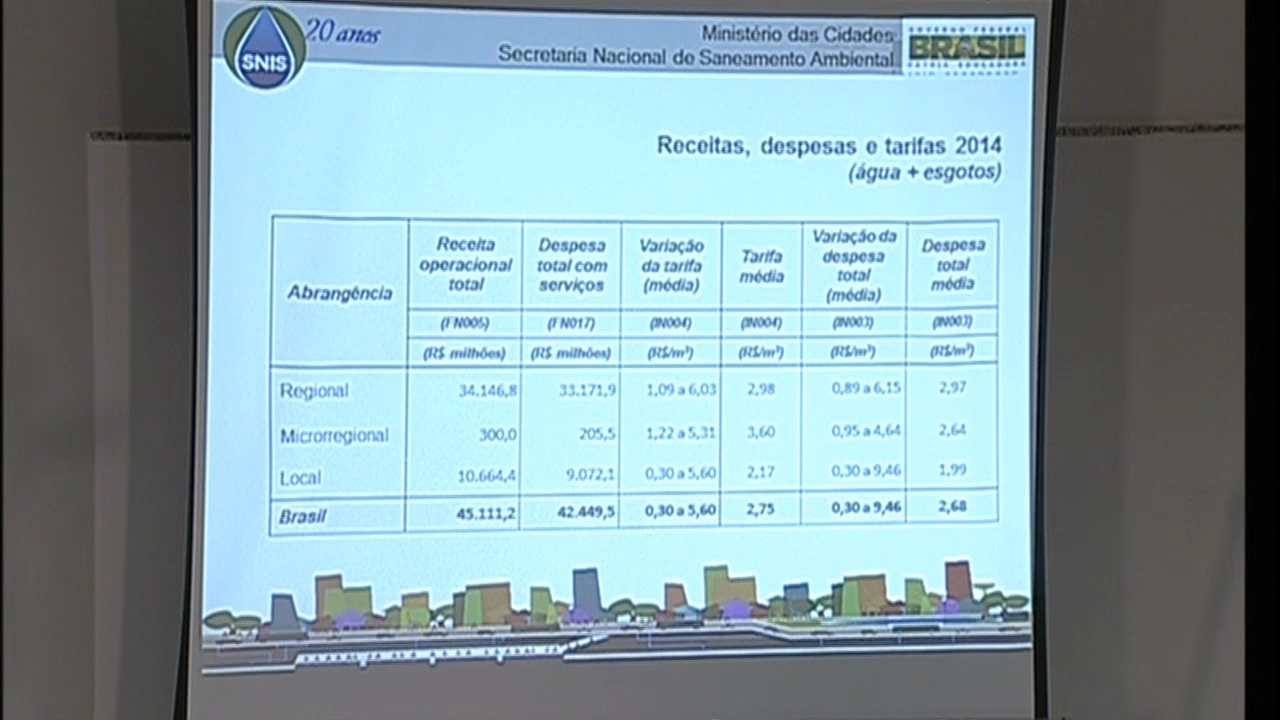 SNIS
20 anos
Ministério das Cidades
Secretaria Nacional de Saneamento Ambiental
GOVERNO FEDERAL
BRASIL
PÁTRIA EDUCADORA
Receitas, despesas e tarifas 2014
(água + esgotos)
Abrangência
Receita operacional total
Despesa total com serviços
Variação da tarifa (média)
Tarifa média
Variação da despesa total (média)
Despesa total média
(FN005) (FN017) (IN004) (IN004) (IN003) (IN003)
(R$ milhões) (R$ milhões) (R$/m³) (R$/m³) (R$/m³) (R$/m³)
Regional 34.146,8 33.171,9 1,09 a 6,03 2,98 0,89 a 6,15 2,97
Microrregional 300,0 205,5 1,22 a 5,31 3,60 0,95 a 4,64 2,64
Local 10.664,4 9.072,1 0,30 a 5,60 2,17 0,30 a 9,46 1,99
Brasil 45.111,2 42.449,5 0,30 a 5,60 2,75 0,30 a 9,46 2,68